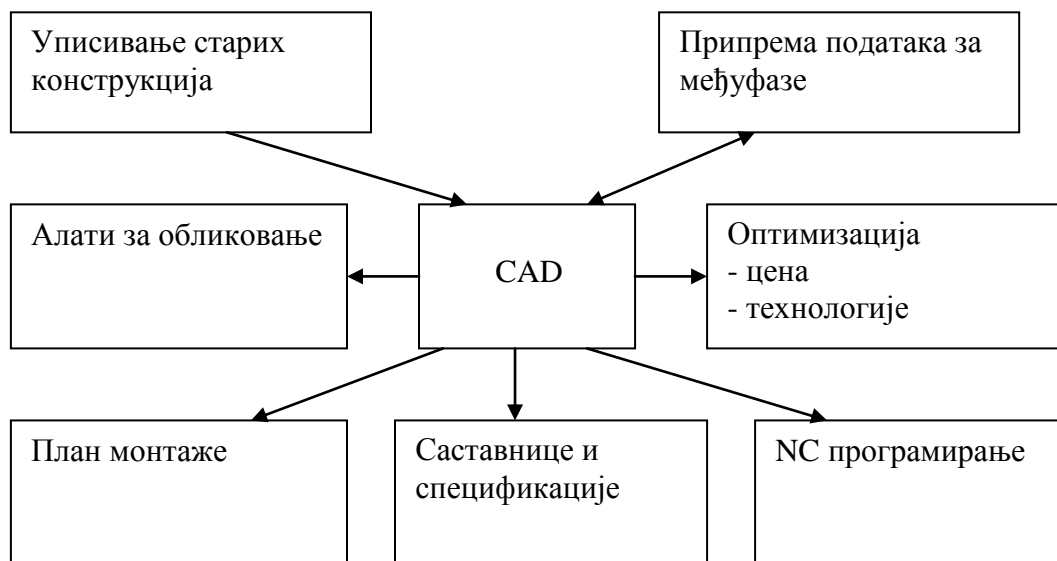 Уписивање старих
конструкција
Припрема података за
међуфазе
Алати за обликовање
CAD
Оптимизација
- цена
- технологије
План монтаже
Саставнице и
спецификације
NC програмирање